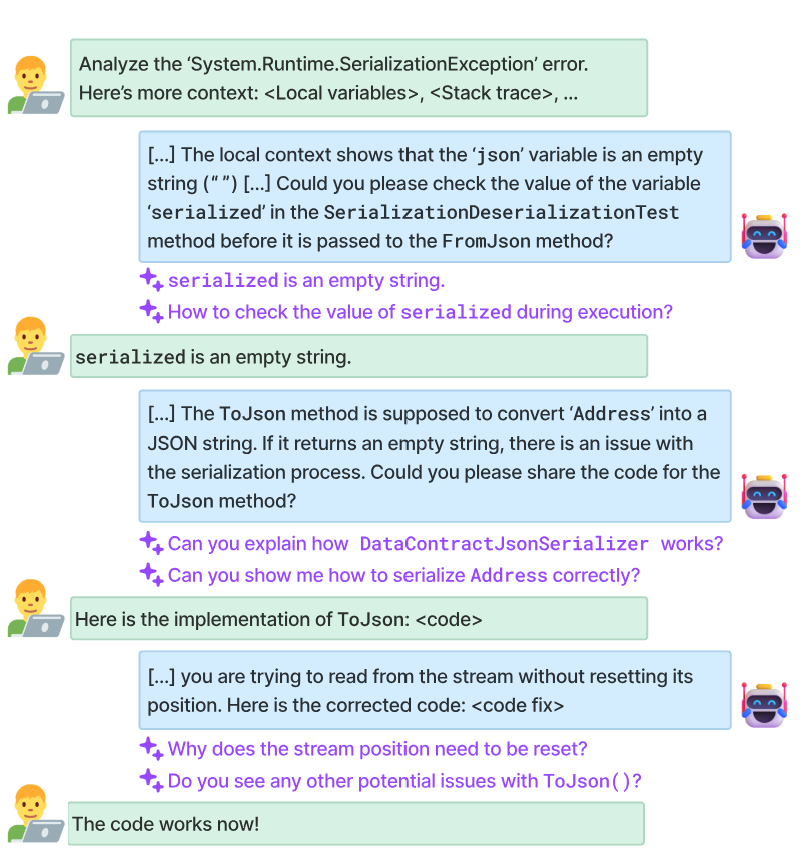 Analyze the ‘System.Runtime.SerializationException’ error.
Here’s more context: <Local variables>, <Stack trace>, ...
[...] The local context shows that the ‘json’ variable is an empty
string (“ ”) [...] Could you please check the value of the variable
‘serialized’ in the SerializationDeserializationTest
method before it is passed to the FromJson method?
serialized is an empty string.
How to check the value of serialized during execution?
serialized is an empty string.
[...] The ToJson method is supposed to convert ‘Address’ into a
JSON string. If it returns an empty string, there is an issue with
the serialization process. Could you please share the code for the
ToJson method?
Can you explain how DataContractJsonSerializer works?
Can you show me how to serialize Address correctly?
Here is the implementation of ToJson: <code>
[...] you are trying to read from the stream without resetting its
position. Here is the corrected code: <code fix>
Why does the stream position need to be reset?
Do you see any other potential issues with ToJson()?
The code works now!